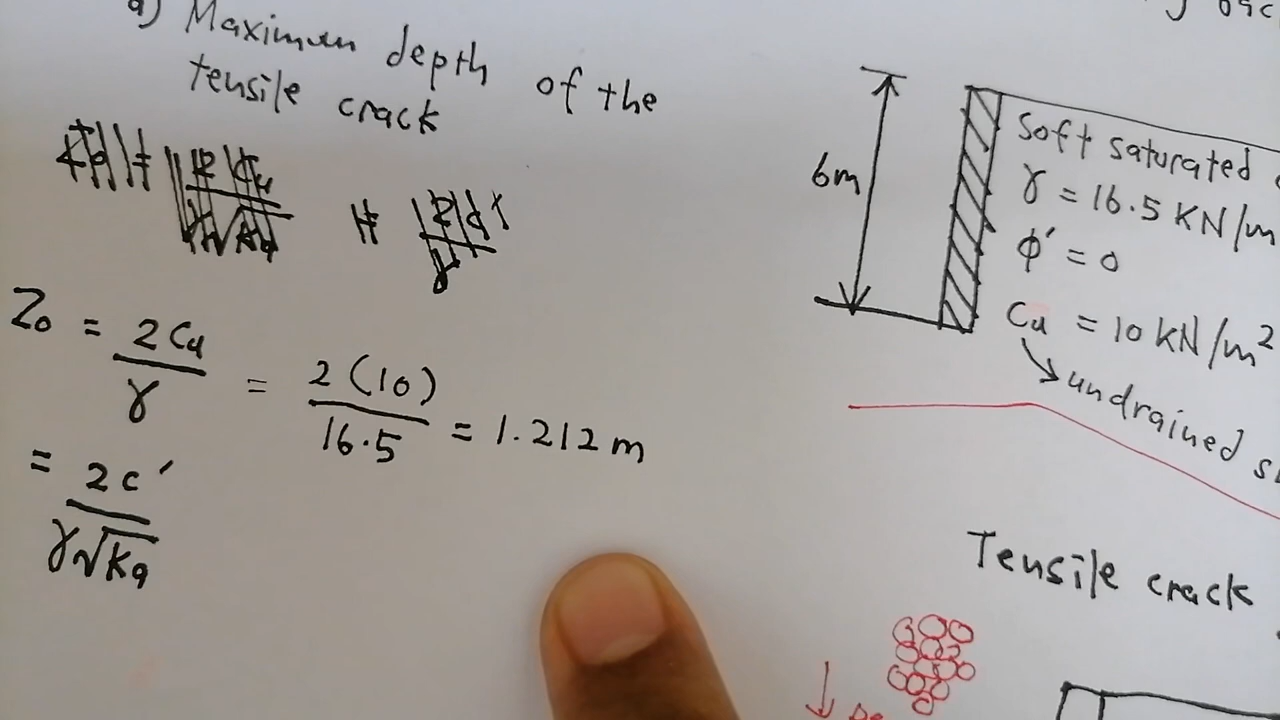 a) Maximum depth of the
tensile crack
Z₀ = 2Cu / γ = 2(10) / 16.5 = 1.212 m
= 2c′ / γ√Ka
6m
Soft saturated
γ = 16.5 KN/m
ϕ′ = 0
Cu = 10 KN/m²
undrained
Tensile crack